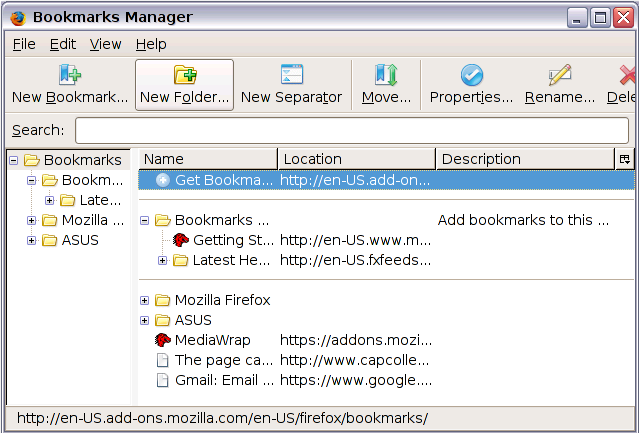 Bookmarks Manager
File Edit View Help
New Bookmark... New Folder... New Separator Move... Properties... Rename... Dele
Search:
Name Location Description
Bookmarks
Bookm...
Late...
Mozilla ...
ASUS
Get Bookma... http://en-US.add-on...
Bookmarks ... Add bookmarks to this ...
Getting St... http://en-US.www.m...
Latest He... http://en-US.fxfeeds...
Mozilla Firefox
ASUS
MediaWrap https://addons.mozi...
The page ca... http://www.capcolle...
Gmail: Email ... https://www.google....
http://en-US.add-ons.mozilla.com/en-US/firefox/bookmarks/